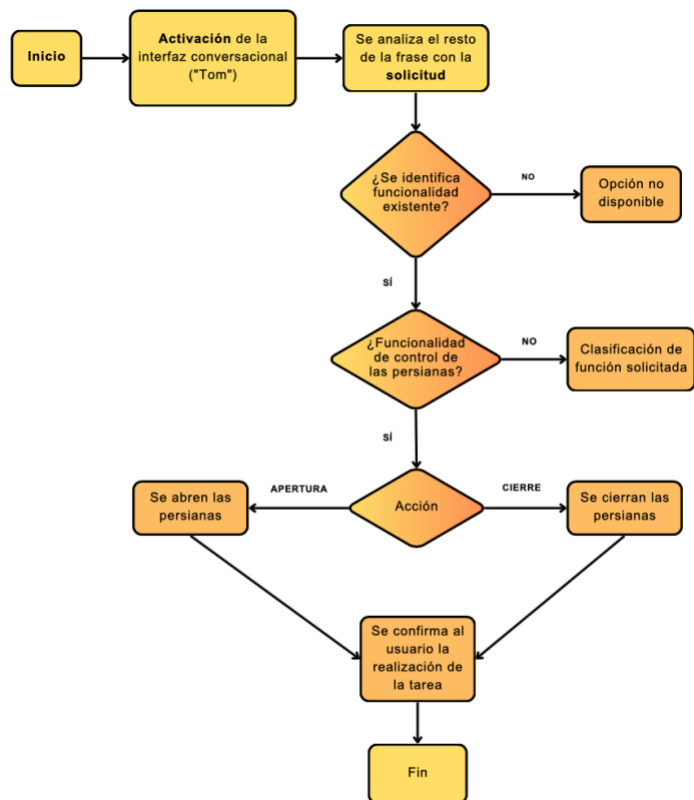 Inicio
Activación de la
interfaz conversacional
("Tom")
Se analiza el resto
de la frase con la
solicitud
¿Se identifica
funcionalidad
existente?
NO
Opción no
disponible
SÍ
¿Funcionalidad
de control de
las persianas?
NO
Clasificación de
función solicitada
SÍ
Acción
APERTURA
Se abren las
persianas
CIERRE
Se cierran las
persianas
Se confirma al
usuario la
realización de
la tarea
Fin